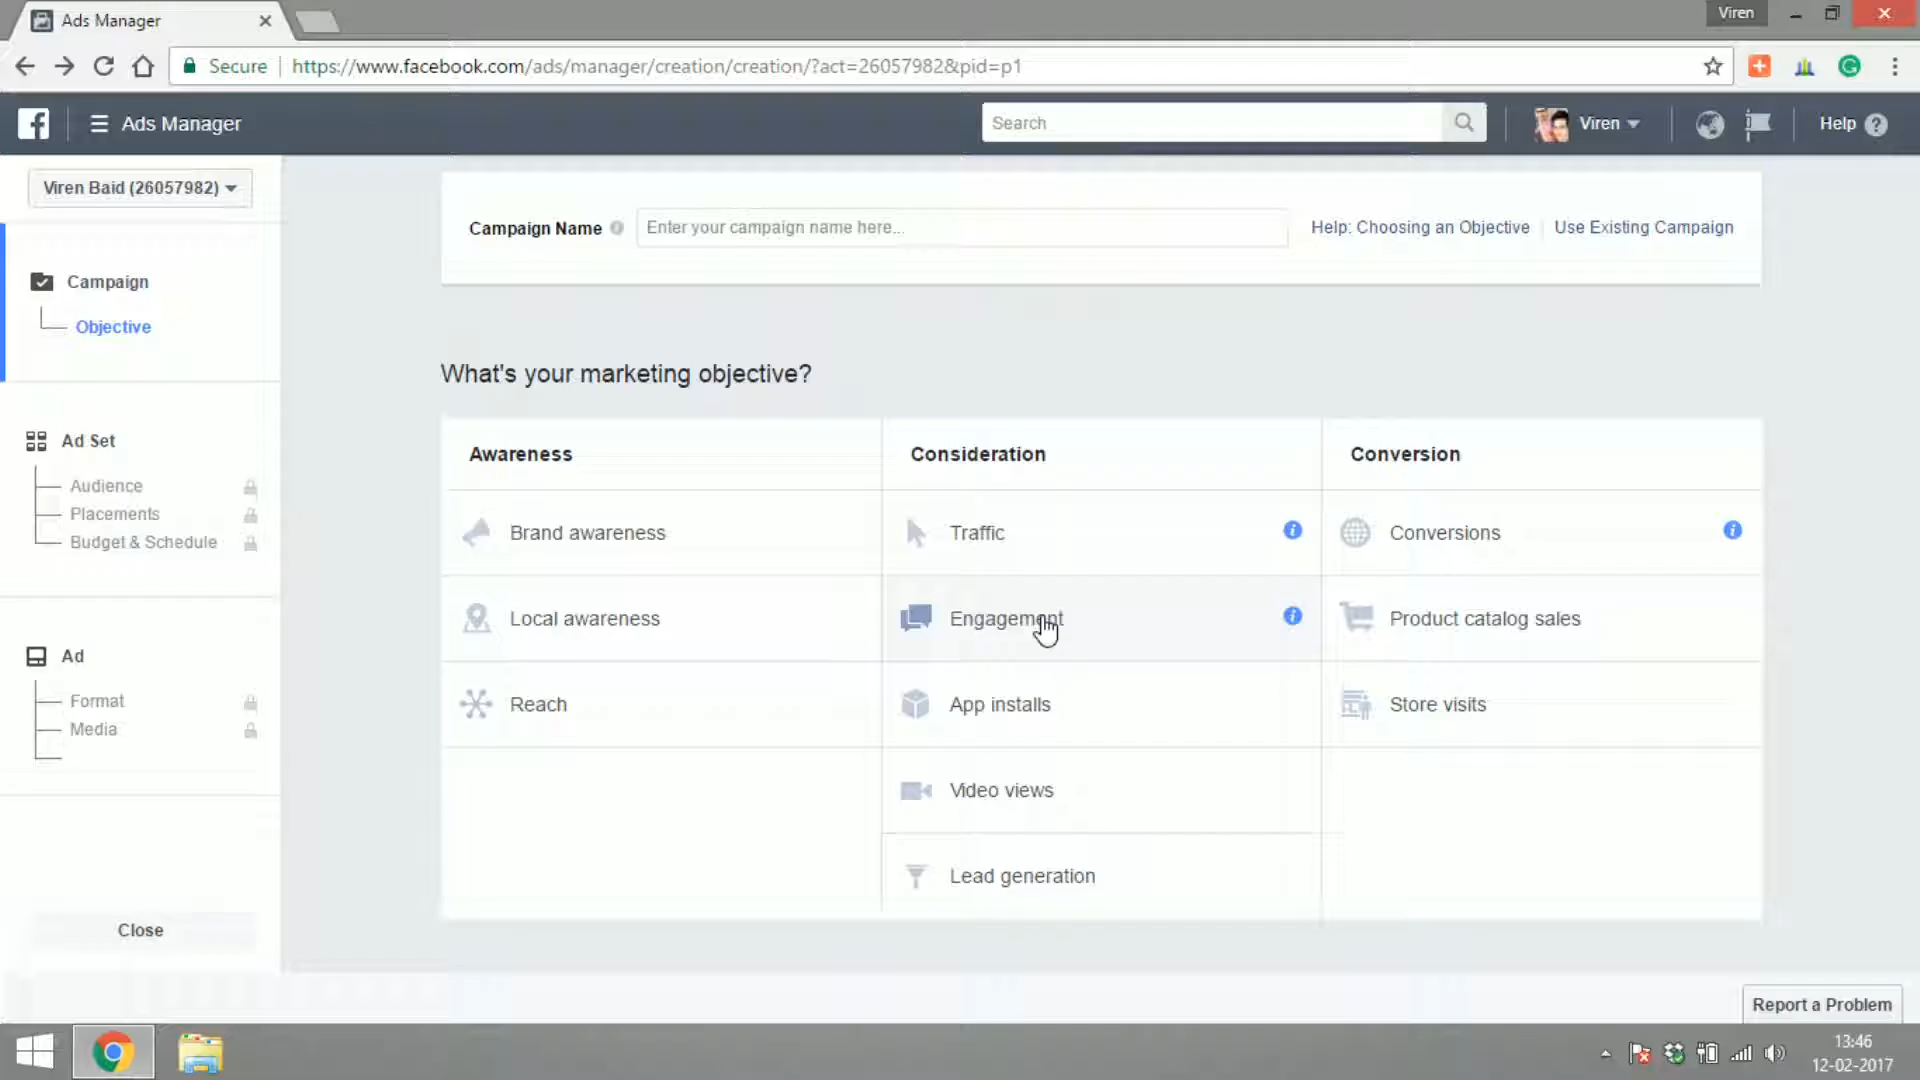 Ads Manager
Viren
Secure
https://www.facebook.com/ads/manager/creation/creation/?act=26057982&pid=p1
Ads Manager
Search
Viren
Help
Viren Baid (26057982)
Campaign Name
Enter your campaign name here...
Help: Choosing an Objective
Use Existing Campaign
Campaign
Objective
What's your marketing objective?
Ad Set
Audience
Placements
Budget & Schedule
Awareness
Consideration
Conversion
Brand awareness
Traffic
Conversions
Local awareness
Engagement
Product catalog sales
Ad
Format
Media
Reach
App installs
Store visits
Video views
Lead generation
Close
Report a Problem
13:46
12-02-2017